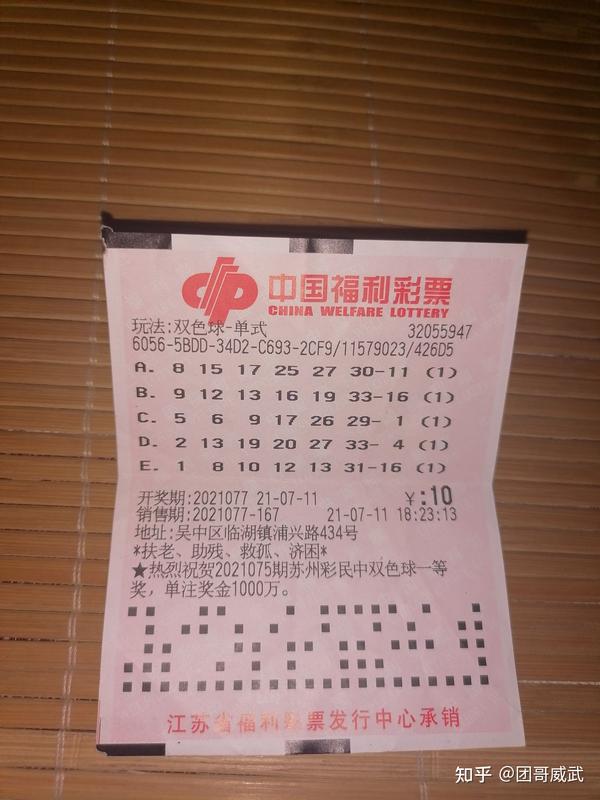 中国福利彩票
CHINA WELFARE LOTTERY
玩法:双色球-单式 32055947
6056-5BDD-34D2-C693-2CF9/11579023/426D5
A. 8 15 17 25 27 30-11 (1)
B. 9 12 13 16 19 33-16 (1)
C. 5 6 9 17 26 29- 1 (1)
D. 2 13 19 20 27 33- 4 (1)
E. 1 8 10 12 13 31-16 (1)
开奖期:2021077 21-07-11 ￥:10
销售期:2021077-167 21-07-11 18:23:13
地址:吴中区临湖镇浦兴路434号
*扶老、助残、救孤、济困*
★热烈祝贺2021075期苏州彩民中双色球一等
奖，单注奖金1000万。
江苏省福利彩票发行中心承销
知乎 @团哥威武